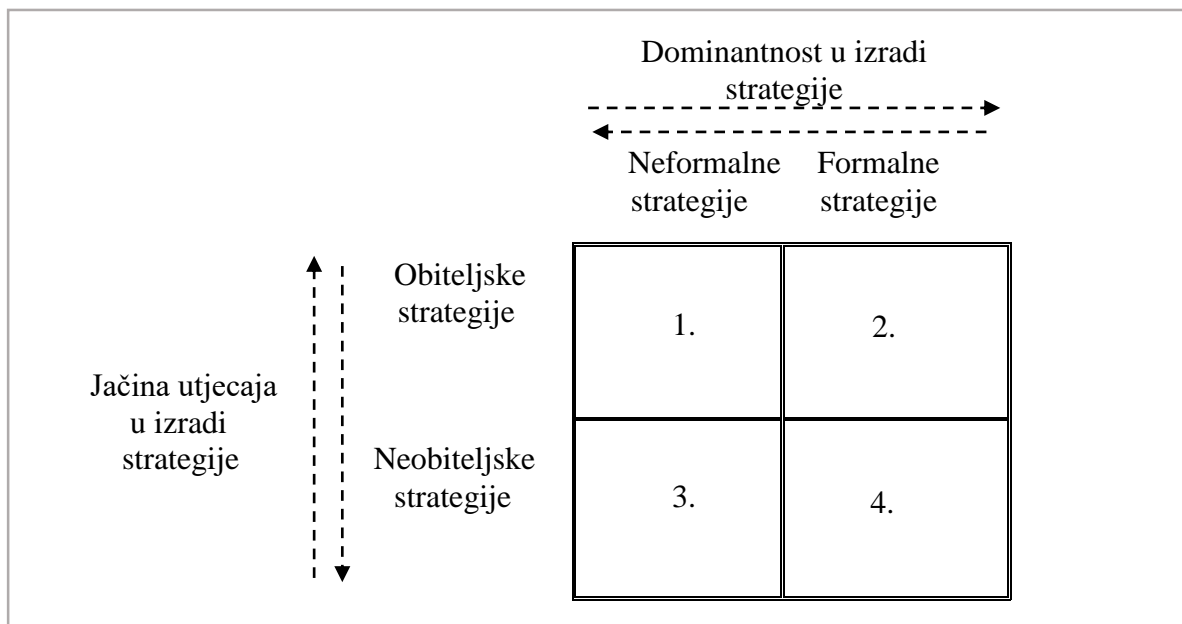 Dominantnost u izradi
strategije
Neformalne
strategije
Formalne
strategije
Obiteljske
strategije
1.
2.
Jačina utjecaja
u izradi
strategije
Neobiteljske
strategije
3.
4.